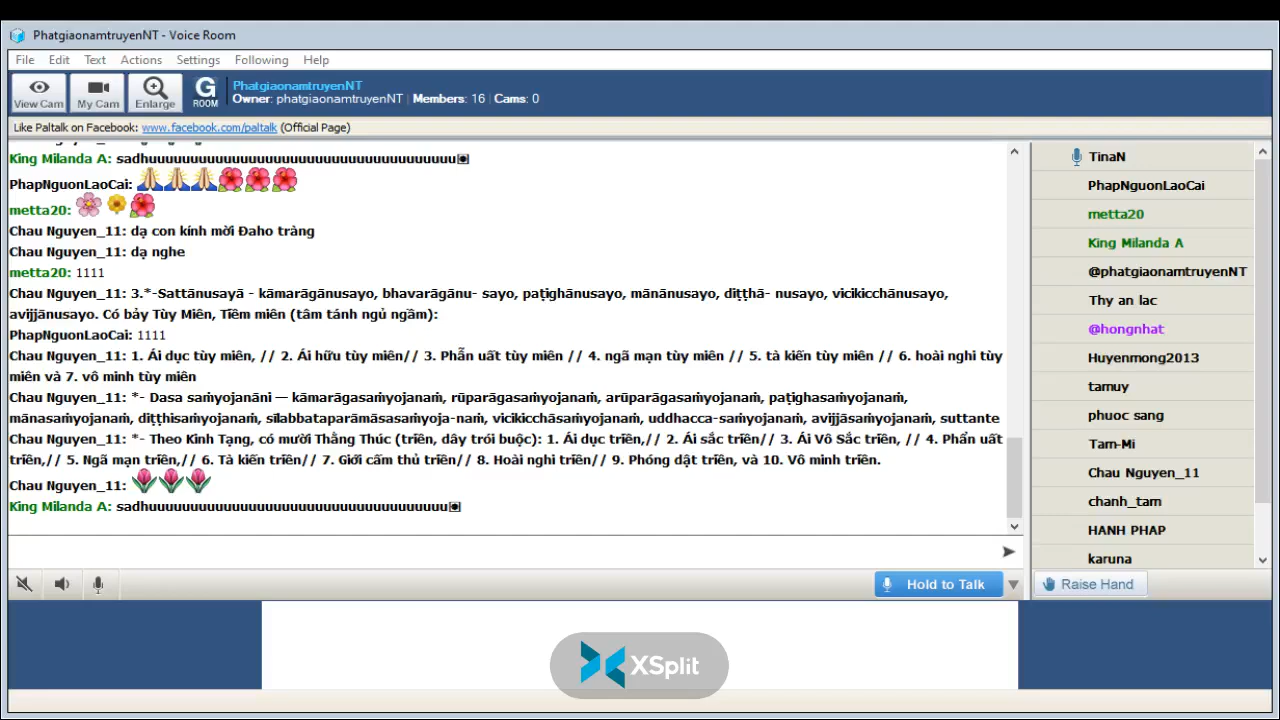 PhatgiaonamtruyenNT - Voice Room
File Edit Text Actions Settings Following Help
View Cam My Cam Enlarge G ROOM
PhatgiaonamtruyenNT
Owner: phatgiaonamtruyenNT | Members: 16 | Cams: 0
Like Paltalk on Facebook: www.facebook.com/paltalk (Official Page)
King Milanda A: sadhuuuuuuuuuuuuuuuuuuuuuuuuuuuuuuuuuuuuu
PhapNguonLaoCai:
metta20:
Chau Nguyen_11: dạ con kính mời Đaho tràng
Chau Nguyen_11: dạ nghe
metta20: 1111
Chau Nguyen_11: 3.*-Sattānusayā - kāmarāgānusayo, bhavarāgānu- sayo, paṭighānusayo, mānānusayo, diṭṭhā- nusayo, vicikicchānusayo,
avijjānusayo. Có bảy Tùy Miên, Tiềm miên (tâm tánh ngủ ngầm):
PhapNguonLaoCai: 1111
Chau Nguyen_11: 1. Ái dục tùy miên, // 2. Ái hữu tùy miên// 3. Phẫn uất tùy miên // 4. ngã mạn tùy miên // 5. tà kiến tùy miên // 6. hoài nghi tùy
miên và 7. vô minh tùy miên
Chau Nguyen_11: *- Dasa saṁyojanāni — kāmarāgasaṁyojanaṁ, rūparāgasaṁyojanaṁ, arūparāgasaṁyojanaṁ, paṭighasaṁyojanaṁ,
mānasaṁyojanaṁ, diṭṭhisaṁyojanaṁ, sīlabbataparāmāsasaṁyoja-naṁ, vicikicchāsaṁyojanaṁ, uddhacca-saṁyojanaṁ, avijjāsaṁyojanaṁ, suttante
Chau Nguyen_11: *- Theo Kinh Tạng, có mười Thằng Thúc (triền, dây trói buộc): 1. Ái dục triền,// 2. Ái sắc triền// 3. Ái Vô Sắc triền, // 4. Phẩn uất
triền,// 5. Ngã mạn triền,// 6. Tà kiến triền// 7. Giới cấm thủ triền// 8. Hoài nghi triền// 9. Phóng dật triền, và 10. Vô minh triền.
Chau Nguyen_11:
King Milanda A: sadhuuuuuuuuuuuuuuuuuuuuuuuuuuuuuuuuuuuu
Hold to Talk
TinaN
PhapNguonLaoCai
metta20
King Milanda A
@phatgiaonamtruyenNT
Thy an lac
@hongnhat
Huyenmong2013
tamuy
phuoc sang
Tam-Mi
Chau Nguyen_11
chanh_tam
HANH PHAP
karuna
Raise Hand
XSplit